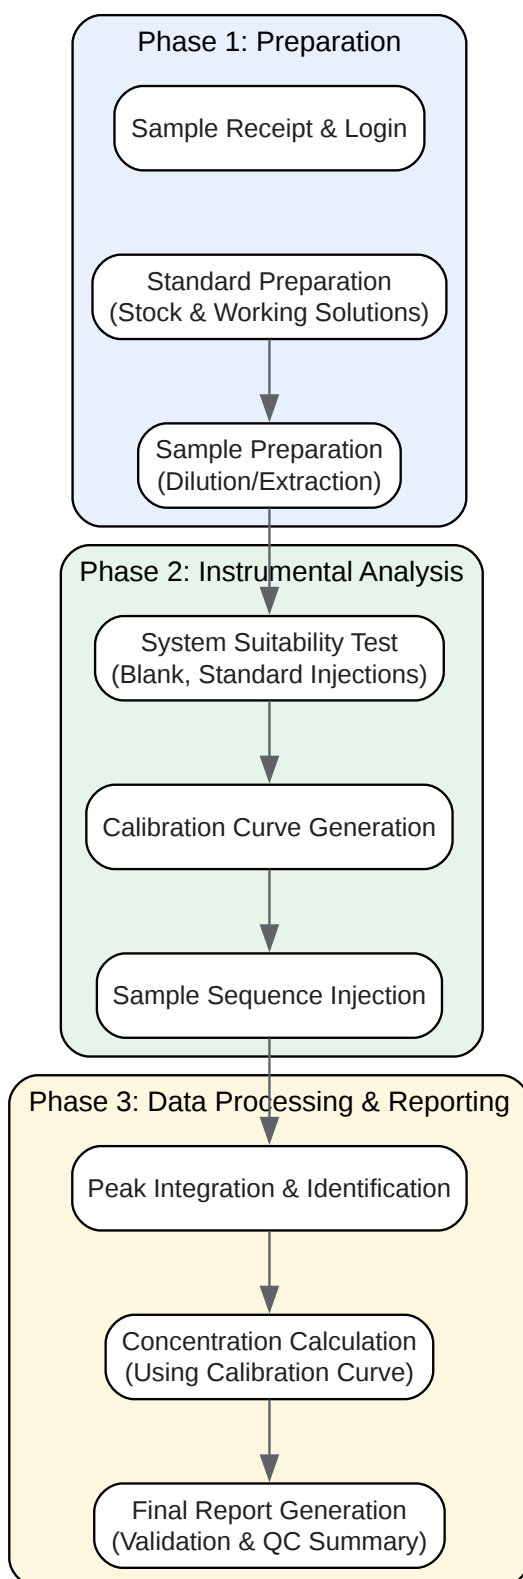 Phase 1: Preparation
Sample Receipt & Login
Standard Preparation
(Stock & Working Solutions)
Sample Preparation
(Dilution/Extraction)
Phase 2: Instrumental Analysis
System Suitability Test
(Blank, Standard Injections)
Calibration Curve Generation
Sample Sequence Injection
Phase 3: Data Processing & Reporting
Peak Integration & Identification
Concentration Calculation
(Using Calibration Curve)
Final Report Generation
(Validation & QC Summary)